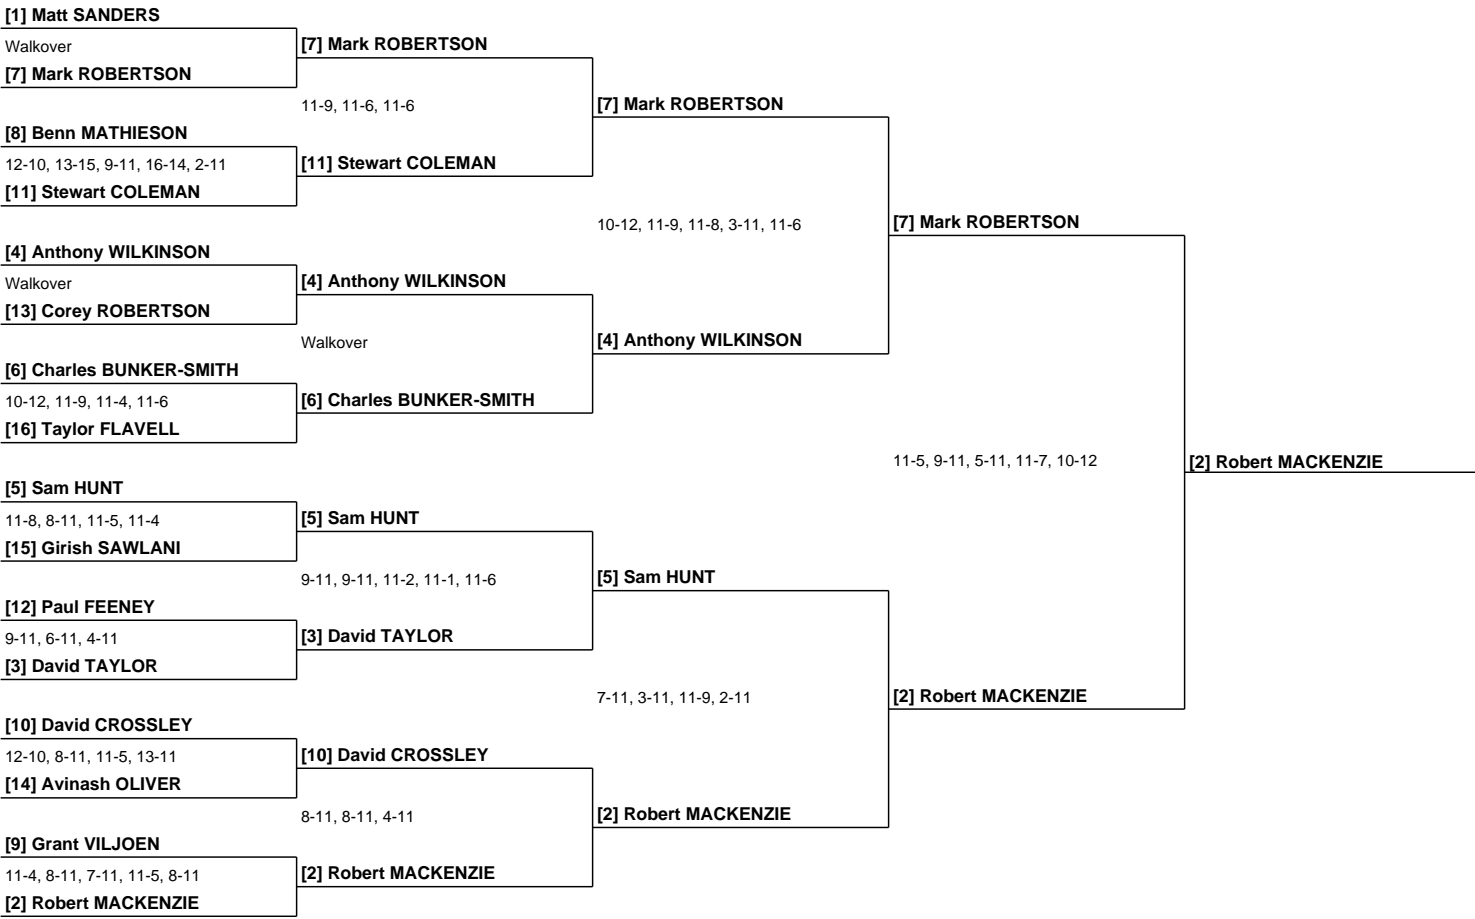 [1] Matt SANDERS
Walkover
[7] Mark ROBERTSON
[8] Benn MATHIESON
12-10, 13-15, 9-11, 16-14, 2-11
[11] Stewart COLEMAN
[4] Anthony WILKINSON
Walkover
[13] Corey ROBERTSON
[6] Charles BUNKER-SMITH
10-12, 11-9, 11-4, 11-6
[16] Taylor FLAVELL
[5] Sam HUNT
11-8, 8-11, 11-5, 11-4
[15] Girish SAWLANI
[12] Paul FEENEY
9-11, 6-11, 4-11
[3] David TAYLOR
[10] David CROSSLEY
12-10, 8-11, 11-5, 13-11
[14] Avinash OLIVER
[9] Grant VILJOEN
11-4, 8-11, 7-11, 11-5, 8-11
[2] Robert MACKENZIE
[7] Mark ROBERTSON
11-9, 11-6, 11-6
[11] Stewart COLEMAN
[4] Anthony WILKINSON
Walkover
[6] Charles BUNKER-SMITH
[5] Sam HUNT
9-11, 9-11, 11-2, 11-1, 11-6
[3] David TAYLOR
[10] David CROSSLEY
8-11, 8-11, 4-11
[2] Robert MACKENZIE
[7] Mark ROBERTSON
10-12, 11-9, 11-8, 3-11, 11-6
[4] Anthony WILKINSON
[5] Sam HUNT
7-11, 3-11, 11-9, 2-11
[2] Robert MACKENZIE
[7] Mark ROBERTSON
11-5, 9-11, 5-11, 11-7, 10-12
[2] Robert MACKENZIE
[2] Robert MACKENZIE